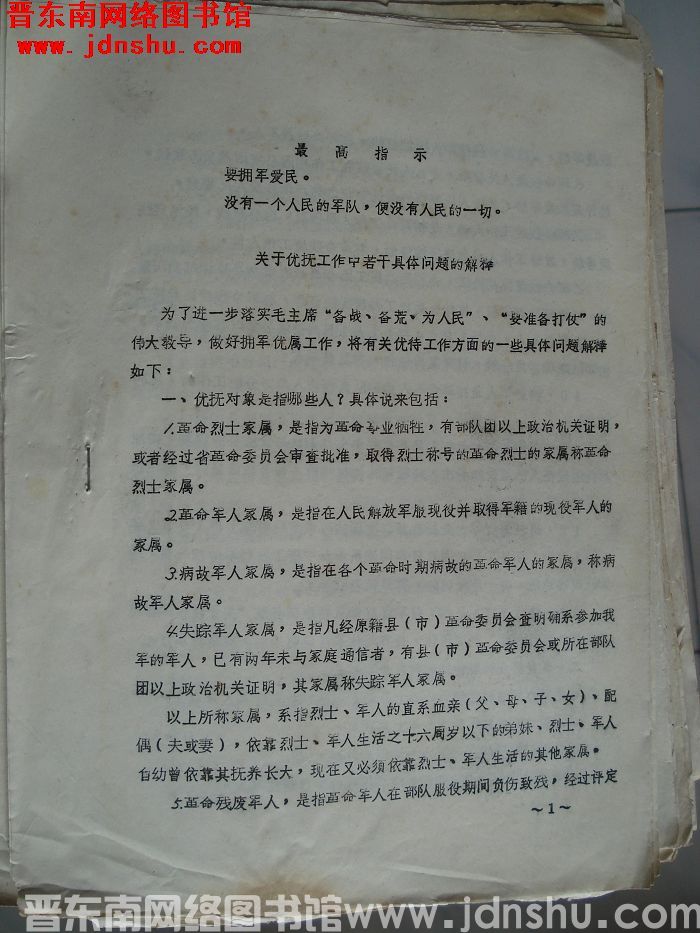 晋东南网络图书馆
www.jdnshu.com
最高指示
要拥军爱民。
没有一个人民的军队，便没有人民的一切。
关于优抚工作中若干具体问题的解释
为了进一步落实毛主席“备战、备荒、为人民”、“要准备打仗”的
伟大教导，做好拥军优属工作，将有关优待工作方面的一些具体问题解释
如下：
一、优抚对象是指哪些人？具体说来包括：
1.革命烈士家属，是指为革命专业牺牲，有部队团以上政治机关证明，
或者经过省革命委员会审查批准，取得烈士称号的革命烈士的家属称革命
烈士家属。
2.革命军人家属，是指在人民解放军服现役并取得军籍的现役军人的
家属。
3.病故军人家属，是指在各个革命时期病故的革命军人的家属，称病
故军人家属。
4.失踪军人家属，是指凡经原籍县（市）革命委员会查明确系参加我
军的军人，已有两年未与家庭通信者，有县（市）革命委员会或所在部队
团以上政治机关证明，其家属称失踪军人家属。
以上所称家属，系指烈士、军人的直系血亲（父、母、子、女）、配
偶（夫或妻），依靠烈士、军人生活之十六周岁以下的弟妹、烈士、军人
自幼曾依靠其抚养长大，现在又必须依靠烈士、军人生活的其他家属。
5.革命残废军人，是指革命军人在部队服役期间负伤致残，经过评定
～1～
晋东南网络图书馆 www.jdnshu.com